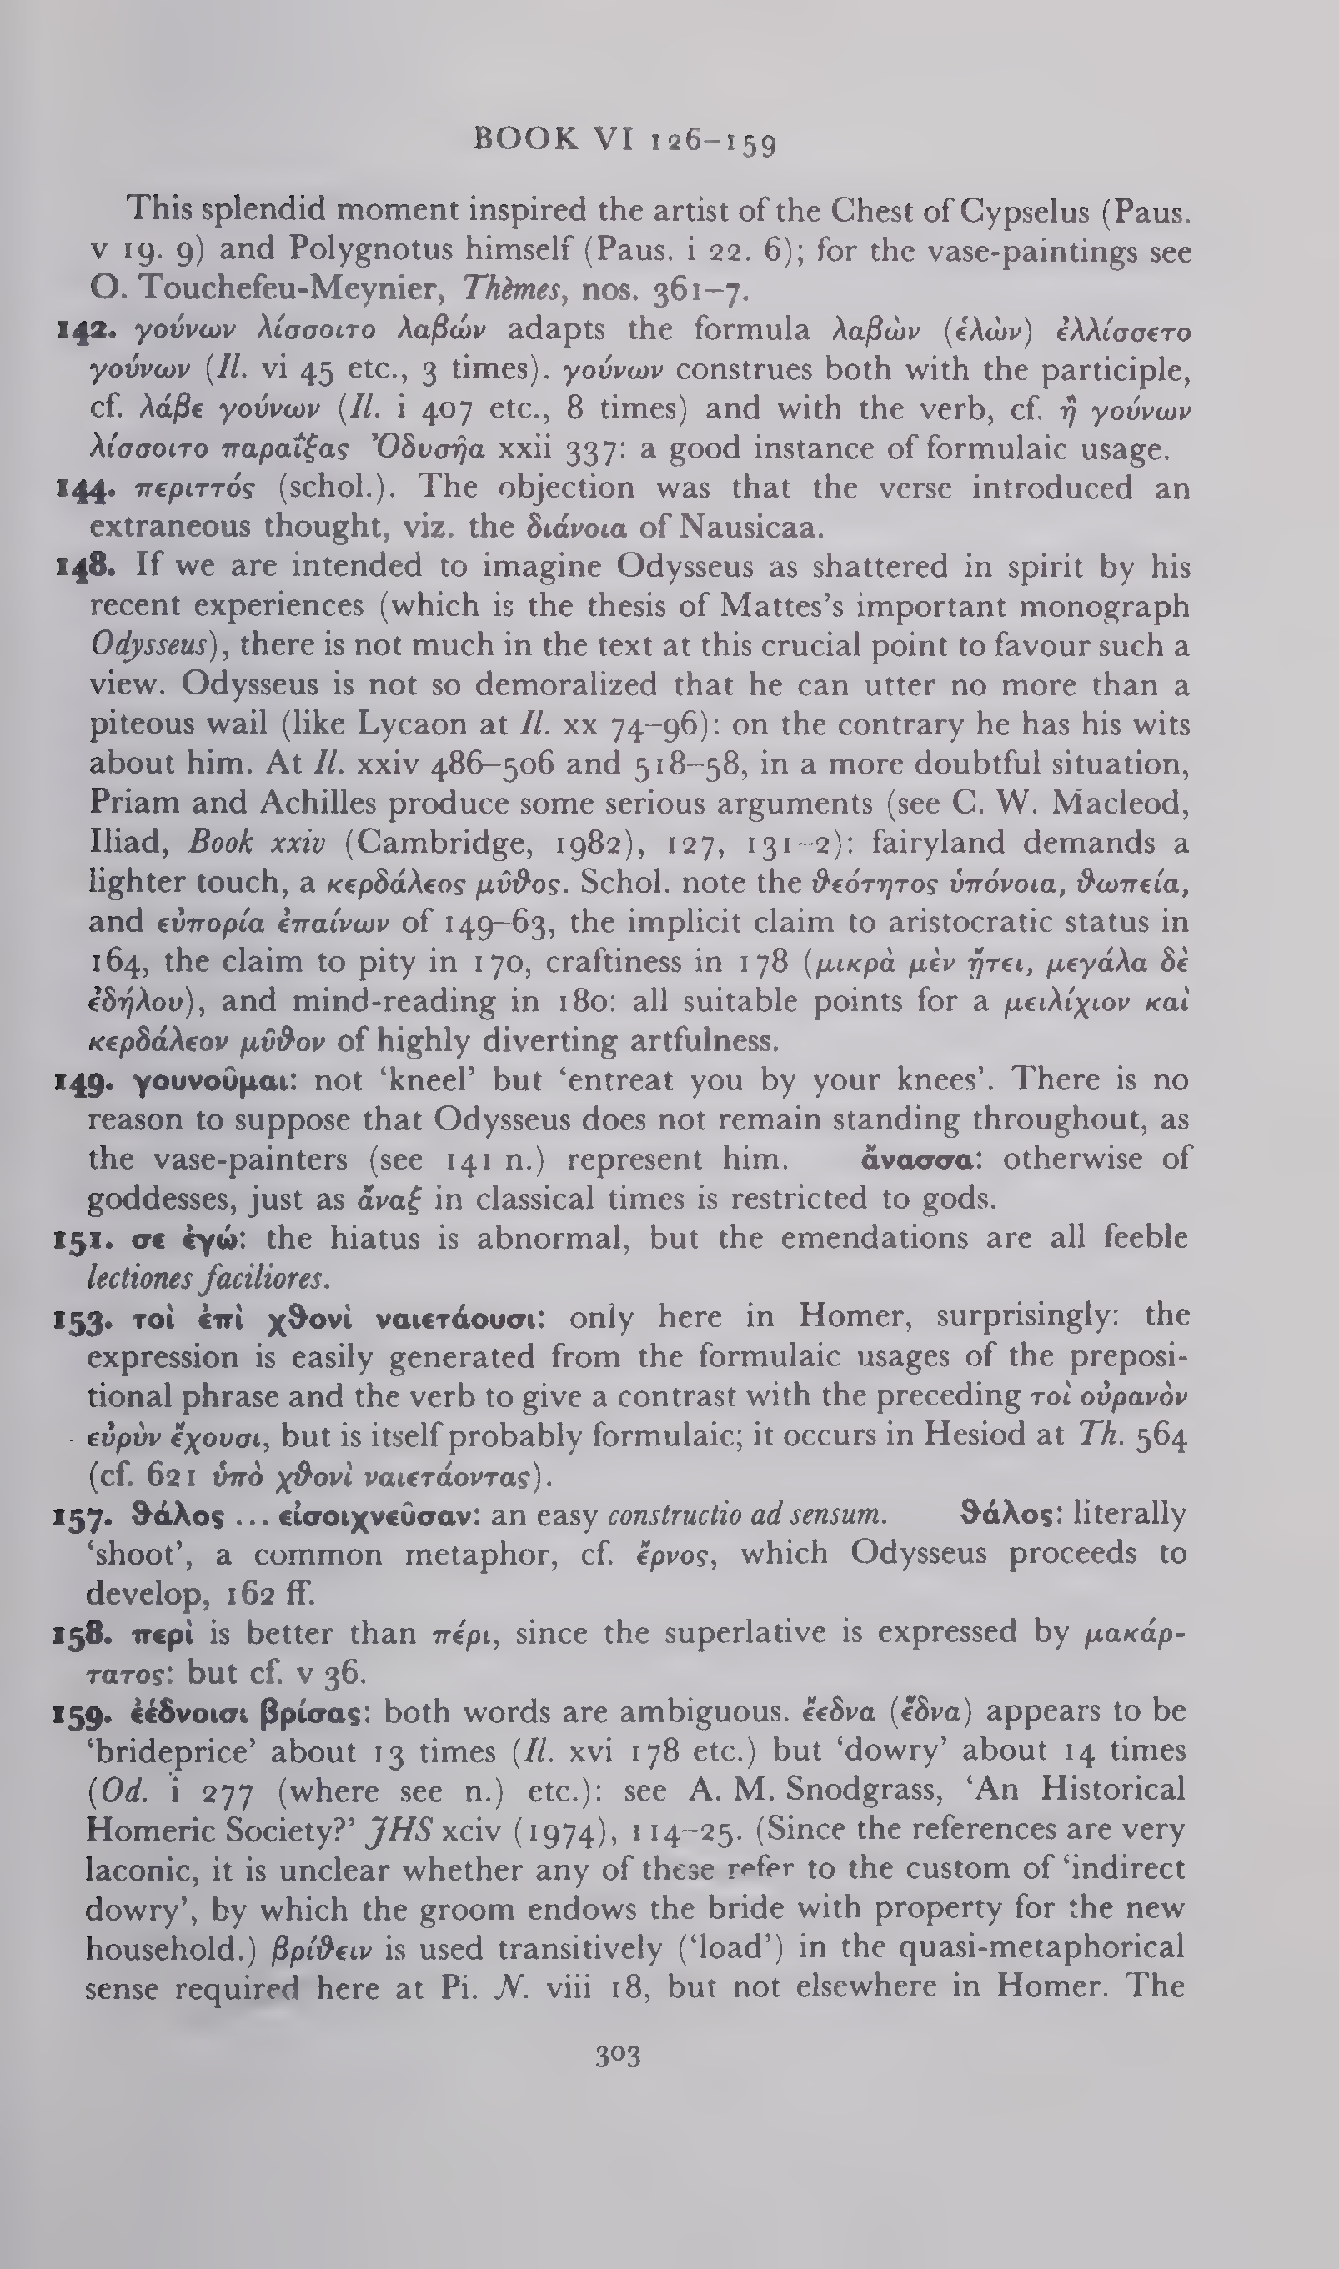 BOOK VI 126–159
This splendid moment inspired the artist of the Chest of Cypselus (Paus.
v 19. 9) and Polygnotus himself (Paus. i 22. 6); for the vase-paintings see
O. Touchefeu-Meynier, Thèmes, nos. 361–7.
142. γούνων λίσσοιτο λαβών adapts the formula λαβὼν (ἑλὼν) ἐλλίσσετο
γούνων (Il. vi 45 etc., 3 times). γούνων construes both with the participle,
cf. λάβε γούνων (Il. i 407 etc., 8 times) and with the verb, cf. ἦ γούνων
λίσσοιτο παραΐξας Ὀδυσῆα xxii 337: a good instance of formulaic usage.
144. περιττός (schol.). The objection was that the verse introduced an
extraneous thought, viz. the διάνοια of Nausicaa.
148. If we are intended to imagine Odysseus as shattered in spirit by his
recent experiences (which is the thesis of Mattes’s important monograph
Odysseus), there is not much in the text at this crucial point to favour such a
view. Odysseus is not so demoralized that he can utter no more than a
piteous wail (like Lycaon at Il. xx 74–96): on the contrary he has his wits
about him. At Il. xxiv 486–506 and 518–58, in a more doubtful situation,
Priam and Achilles produce some serious arguments (see C. W. Macleod,
Iliad, Book xxiv (Cambridge, 1982), 127, 131–2): fairyland demands a
lighter touch, a κερδάλεος μῦϑος. Schol. note the ϑεότητος ὑπόνοια, ϑωπεία,
and εὐπορία ἐπαίνων of 149–63, the implicit claim to aristocratic status in
164, the claim to pity in 170, craftiness in 178 (μικρὰ μὲν ᾔτει, μεγάλα δὲ
ἐδήλου), and mind-reading in 180: all suitable points for a μειλίχιον καὶ
κερδάλεον μῦϑον of highly diverting artfulness.
149. γουνοῦμαι: not ‘kneel’ but ‘entreat you by your knees’. There is no
reason to suppose that Odysseus does not remain standing throughout, as
the vase-painters (see 141 n.) represent him. ἄνασσα: otherwise of
goddesses, just as ἄναξ in classical times is restricted to gods.
151. σε ἐγώ: the hiatus is abnormal, but the emendations are all feeble
lectiones faciliores.
153. τοὶ ἐπὶ χϑονὶ ναιετάουσι: only here in Homer, surprisingly: the
expression is easily generated from the formulaic usages of the preposi-
tional phrase and the verb to give a contrast with the preceding τοὶ οὐρανὸν
εὐρὺν ἔχουσι, but is itself probably formulaic; it occurs in Hesiod at Th. 564
(cf. 621 ὑπὸ χϑονὶ ναιετάοντας).
157. ϑάλος ... εἰσοιχνεῦσαν: an easy constructio ad sensum. ϑάλος: literally
‘shoot’, a common metaphor, cf. ἔρνος, which Odysseus proceeds to
develop, 162 ff.
158. περὶ is better than πέρι, since the superlative is expressed by μακάρ-
τατος: but cf. v 36.
159. ἐέδνοισι βρίσας: both words are ambiguous. ἔεδνα (ἕδνα) appears to be
‘brideprice’ about 13 times (Il. xvi 178 etc.) but ‘dowry’ about 14 times
(Od. i 277 (where see n.) etc.): see A. M. Snodgrass, ‘An Historical
Homeric Society?’ JHS xciv (1974), 114–25. (Since the references are very
laconic, it is unclear whether any of these refer to the custom of ‘indirect
dowry’, by which the groom endows the bride with property for the new
household.) βρίϑειν is used transitively (‘load’) in the quasi-metaphorical
sense required here at Pi. N. viii 18, but not elsewhere in Homer. The
303